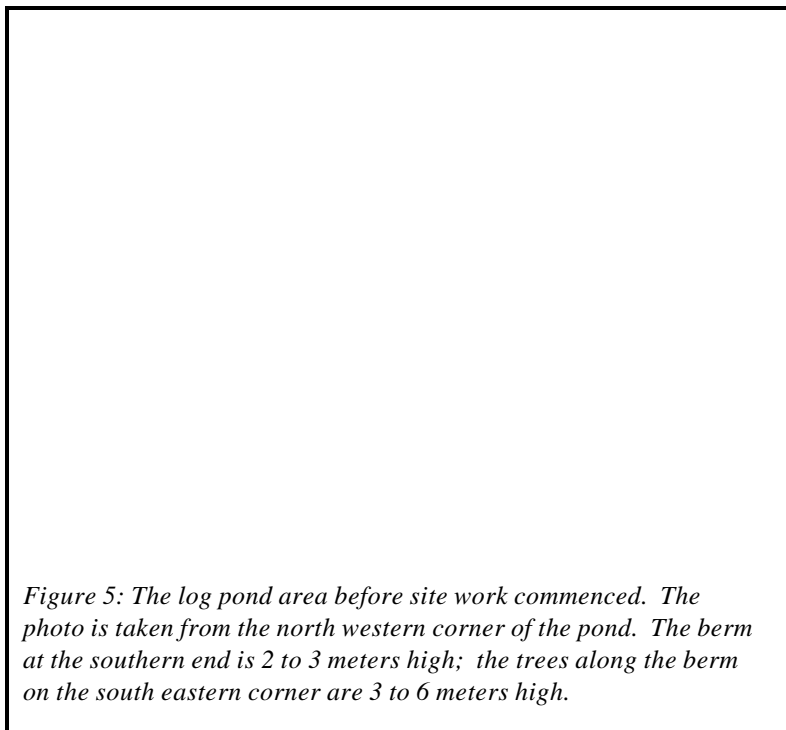 Figure 5: The log pond area before site work commenced.  The
photo is taken from the north western corner of the pond.  The berm
at the southern end is 2 to 3 meters high;  the trees along the berm
on the south eastern corner are 3 to 6 meters high.